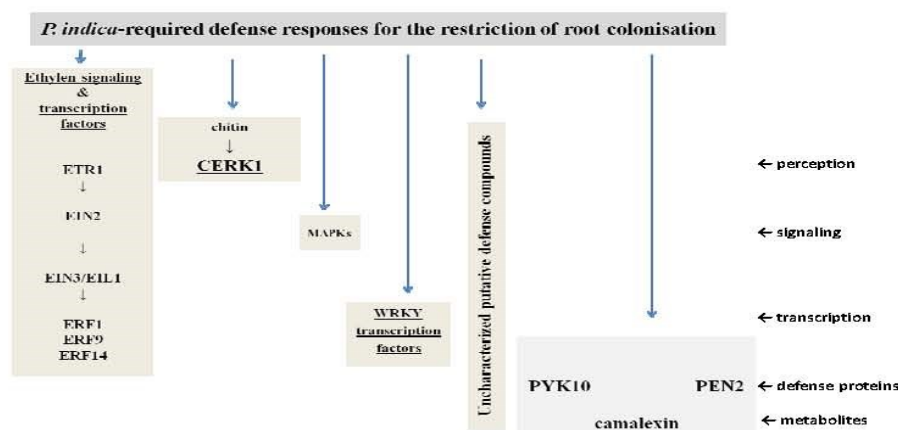 P. indica-required defense responses for the restriction of root colonisation
Ethylen signaling
&
transcription
factors
ETR1
↓
EIN2
↓
EIN3/EIL1
↓
ERF1
ERF9
ERF14
chitin
↓
CERK1
MAPKs
WRKY
transcription
factors
Uncharacterized putative defense compounds
PYK10 PEN2
camalexin
← perception
← signaling
← transcription
← defense proteins
← metabolites